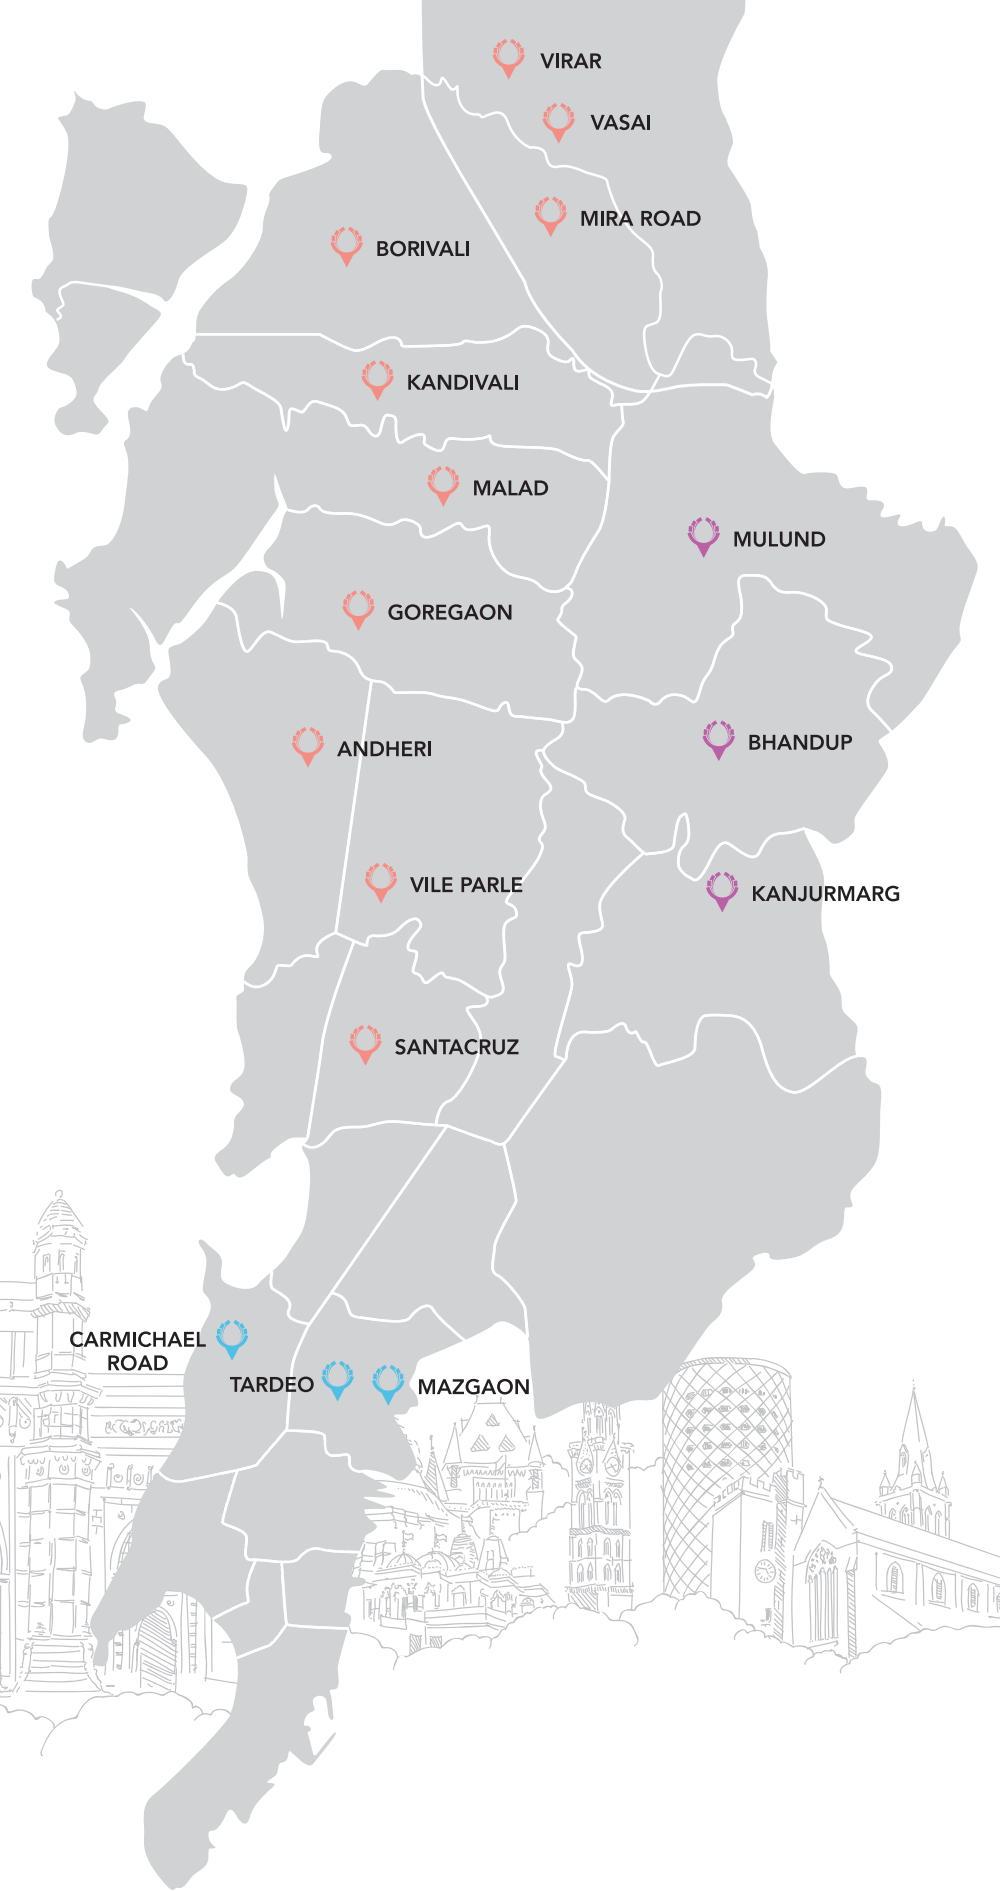 VIRAR
VASAI
MIRA ROAD
BORIVALI
KANDIVALI
MALAD
MULUND
GOREGAON
BHANDUP
ANDHERI
VILE PARLE
KANJURMARG
SANTACRUZ
CARMICHAEL
ROAD
TARDEO
MAZGAON